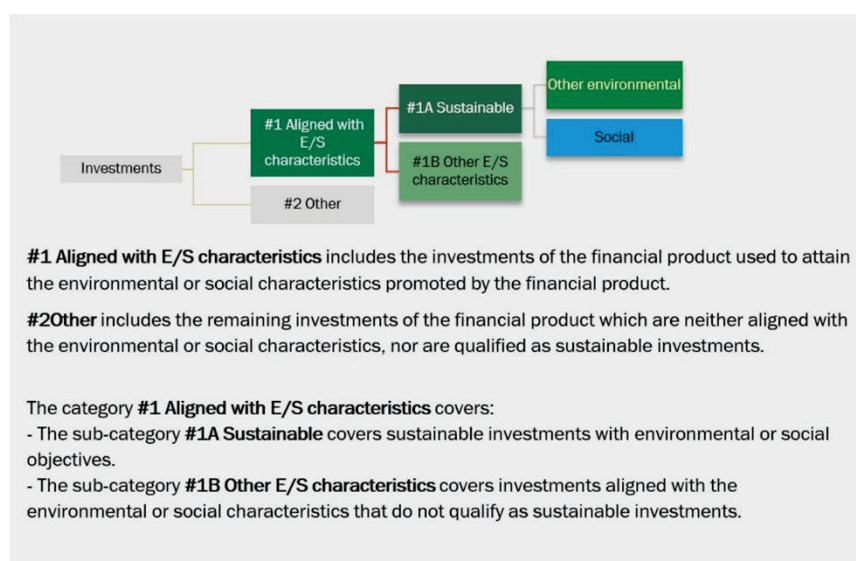 Other environmental
#1A Sustainable
#1 Aligned with
E/S
characteristics
Social
#1B Other E/S
characteristics
Investments
#2 Other
#1 Aligned with E/S characteristics includes the investments of the financial product used to attain
the environmental or social characteristics promoted by the financial product.
#2Other includes the remaining investments of the financial product which are neither aligned with
the environmental or social characteristics, nor are qualified as sustainable investments.
The category #1 Aligned with E/S characteristics covers:
- The sub-category #1A Sustainable covers sustainable investments with environmental or social
objectives.
- The sub-category #1B Other E/S characteristics covers investments aligned with the
environmental or social characteristics that do not qualify as sustainable investments.